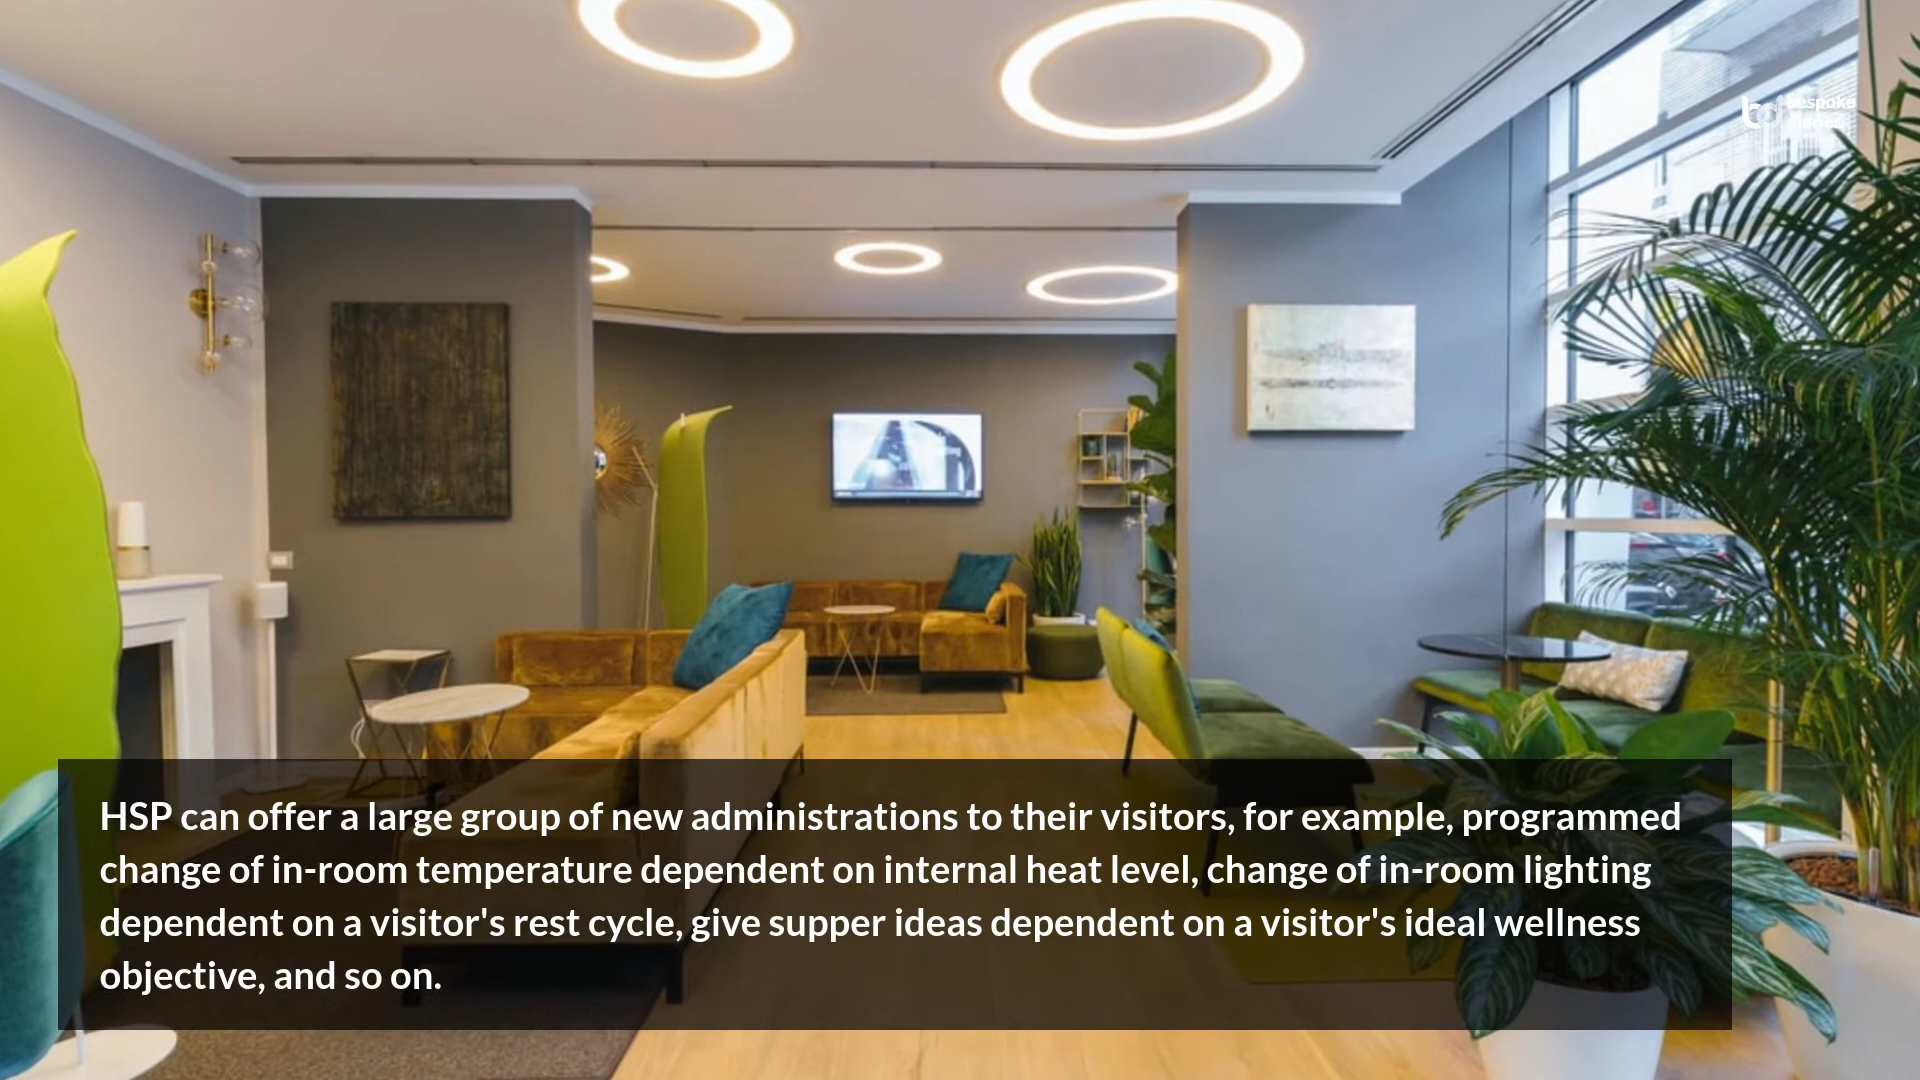 bespoke
HSP can offer a large group of new administrations to their visitors, for example, programmed
change of in-room temperature dependent on internal heat level, change of in-room lighting
dependent on a visitor's rest cycle, give supper ideas dependent on a visitor's ideal wellness
objective, and so on.